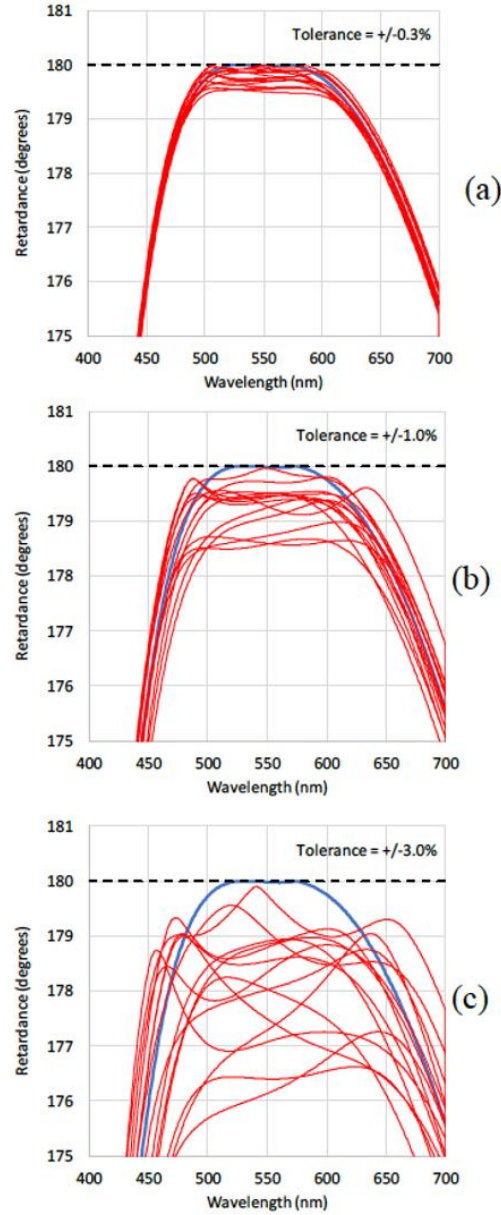 181
Tolerance = +/-0.3%
180
179
178
177
176
175
Retardance (degrees)
400 450 500 550 600 650 700
Wavelength (nm)
(a)
181
Tolerance = +/-1.0%
180
179
178
177
176
175
Retardance (degrees)
400 450 500 550 600 650 700
Wavelength (nm)
(b)
181
Tolerance = +/-3.0%
180
179
178
177
176
175
Retardance (degrees)
400 450 500 550 600 650 700
Wavelength (nm)
(c)